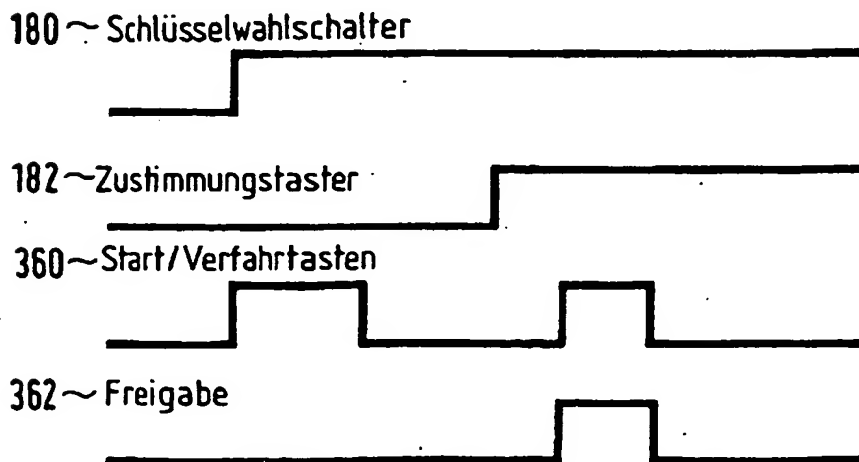 180~ Schlüsselwahlschalter
182~Zustimmungstaster
360~Start/Verfahrtasten
362~Freigabe